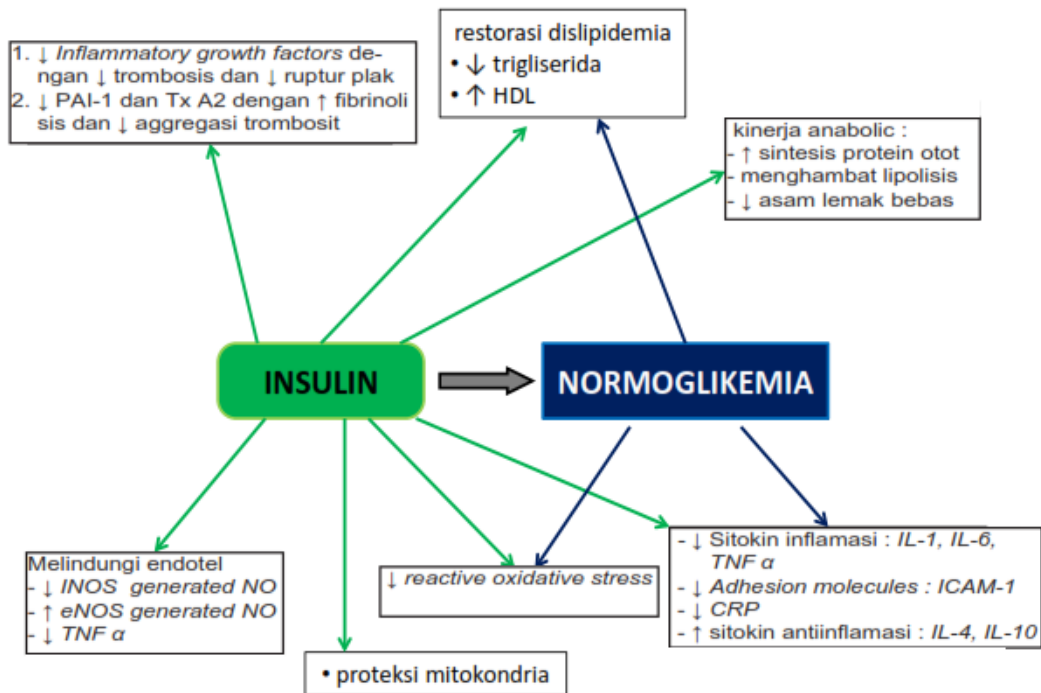 1. ↓ Inflammatory growth factors de-
ngan ↓ trombosis dan ↓ ruptur plak
2. ↓ PAI-1 dan Tx A2 dengan ↑ fibrinoli
sis dan ↓ aggregasi trombosit
restorasi dislipidemia
• ↓ trigliserida
• ↑ HDL
kinerja anabolic :
- ↑ sintesis protein otot
- menghambat lipolisis
- ↓ asam lemak bebas
INSULIN
NORMOGLIKEMIA
Melindungi endotel
- ↓ INOS generated NO
- ↑ eNOS generated NO
- ↓ TNF α
• proteksi mitokondria
↓ reactive oxidative stress
- ↓ Sitokin inflamasi : IL-1, IL-6,
TNF α
- ↓ Adhesion molecules : ICAM-1
- ↓ CRP
- ↑ sitokin antiinflamasi : IL-4, IL-10